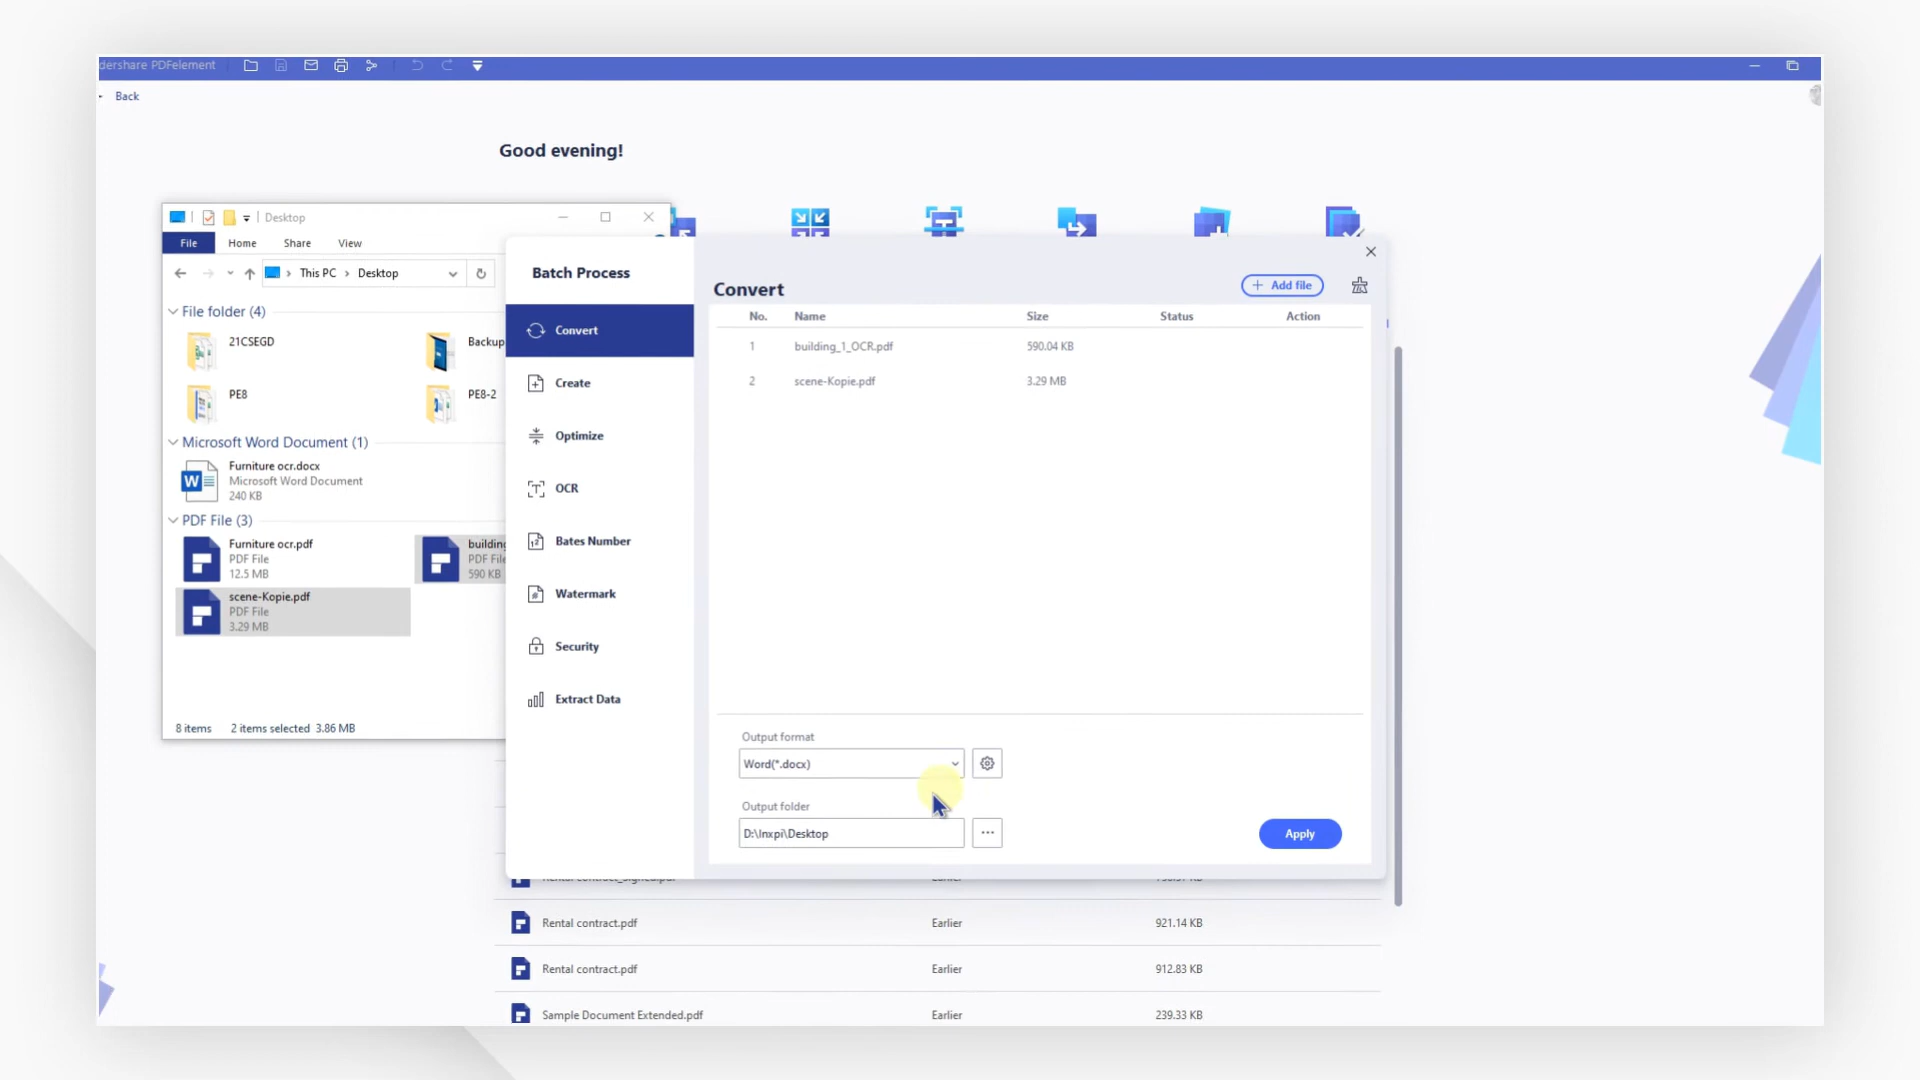 dershare PDFelement
Back
Good evening!
Desktop
File Home Share View
This PC Desktop
File folder (4)
21CSEGD
Backup
PE8
PE8-2
Microsoft Word Document (1)
Furniture ocr.docx
Microsoft Word Document
240 KB
PDF File (3)
Furniture ocr.pdf
PDF File
12.5 MB
building
PDF File
590 KB
scene-Kopie.pdf
PDF File
3.29 MB
8 items 2 items selected 3.86 MB
Batch Process
Convert
Create
Optimize
OCR
Bates Number
Watermark
Security
Extract Data
Convert
+ Add file
No. Name Size Status Action
1 building_1_OCR.pdf 590.04 KB
2 scene-Kopie.pdf 3.29 MB
Output format
Word(*.docx)
Output folder
D:\lnxpi\Desktop
Apply
Rental contract.pdf Earlier 921.14 KB
Rental contract.pdf Earlier 912.83 KB
Sample Document Extended.pdf Earlier 239.33 KB